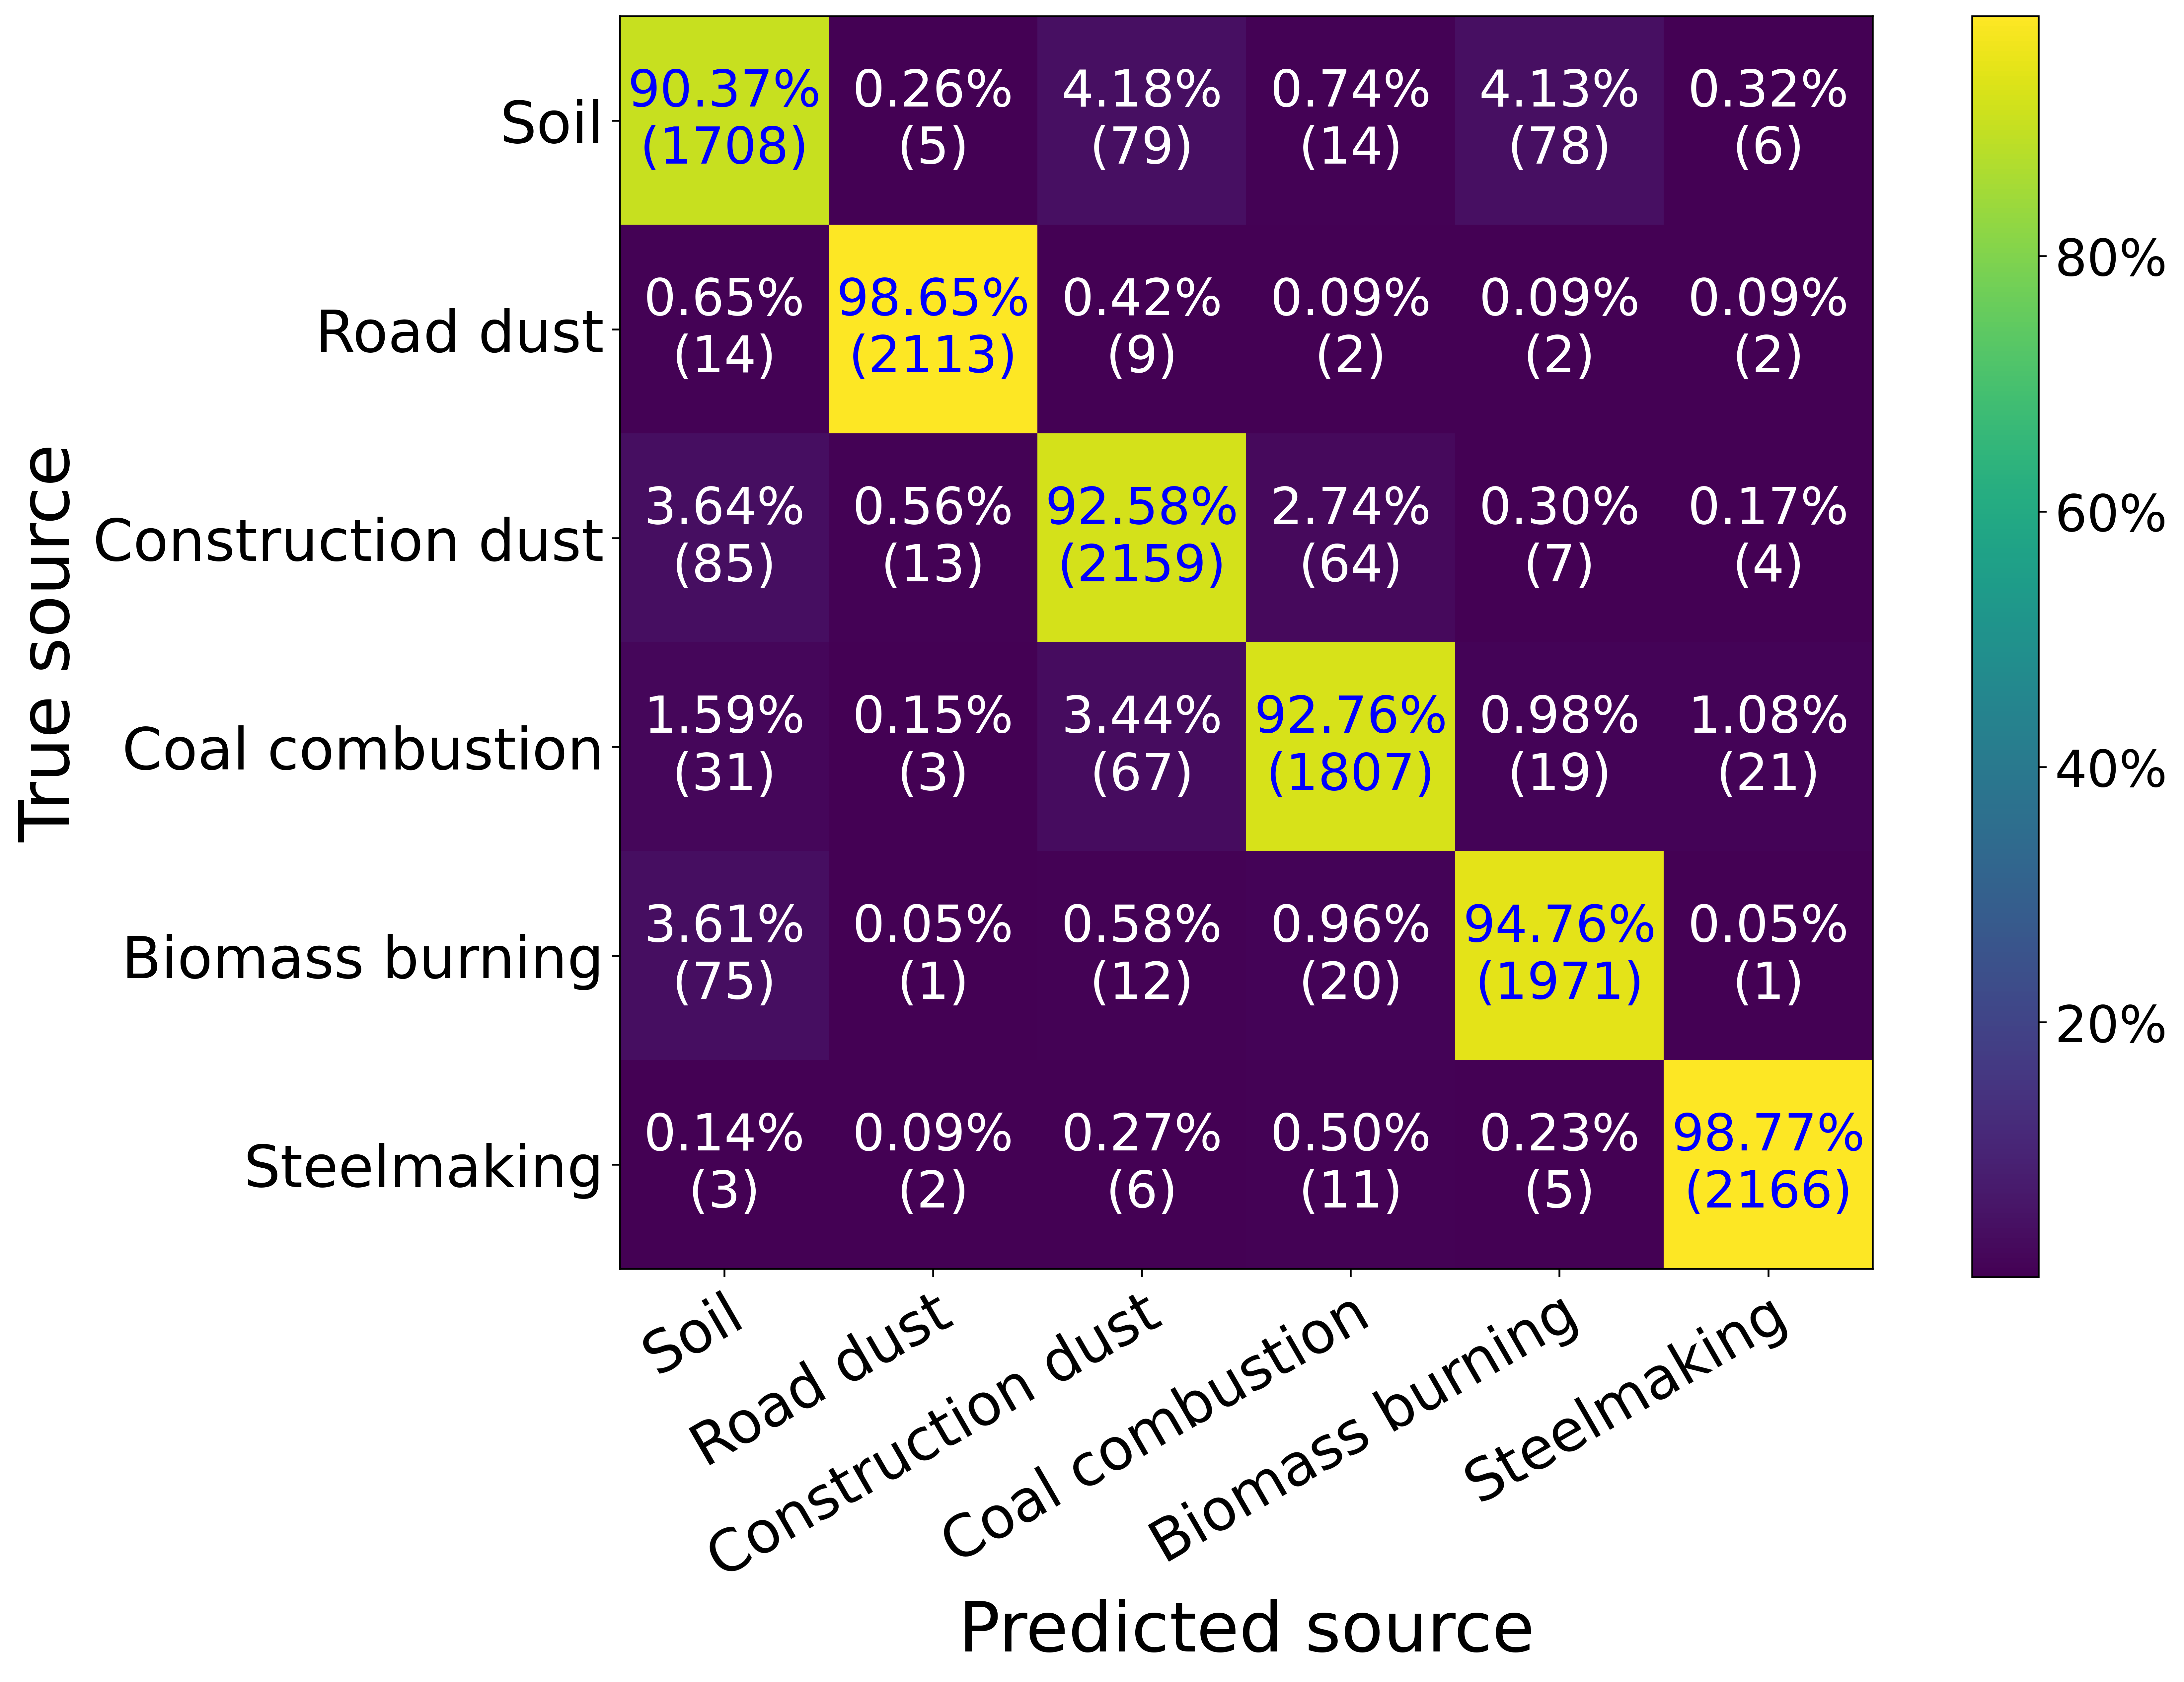 90.37% 0.26% 4.18% 0.74% 4.13% 0.32%
Soil
(1708) (5) (79) (14) (78) (6)
80%
0.65% 98.65% 0.42% 0.09% 0.09% 0.09%
Road dust
(14) (2113) (9) (2) (2) (2)
3.64% 0.56% 92.58% 2.74% 0.30% 0.17%
60%
Construction dust
(85) (13) (2159) (64) (7) (4)
True source
1.59% 0.15% 3.44% 92.76% 0.98% 1.08%
Coal combustion
40%
(31) (3) (67) (1807) (19) (21)
3.61% 0.05% 0.58% 0.96% 94.76% 0.05%
Biomass burning
(75) (1) (12) (20) (1971) (1)
20%
0.14% 0.09% 0.27% 0.50% 0.23% 98.77%
Steelmaking
(3) (2) (6) (11) (5) (2166)
Soil
Road dust
Construction dust
Coal combustion
Biomass burning
Steelmaking
Predicted source